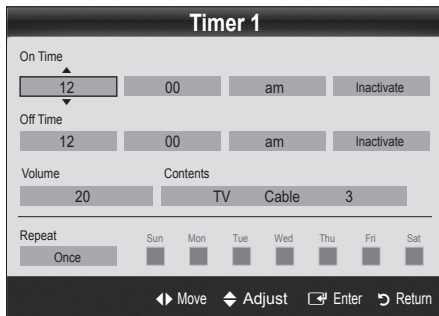 Timer 1
On Time
12 00 am Inactivate
Off Time
12 00 am Inactivate
Volume Contents
20 TV Cable 3
Repeat Sun Mon Tue Wed Thu Fri Sat
Once
Move Adjust Enter Return